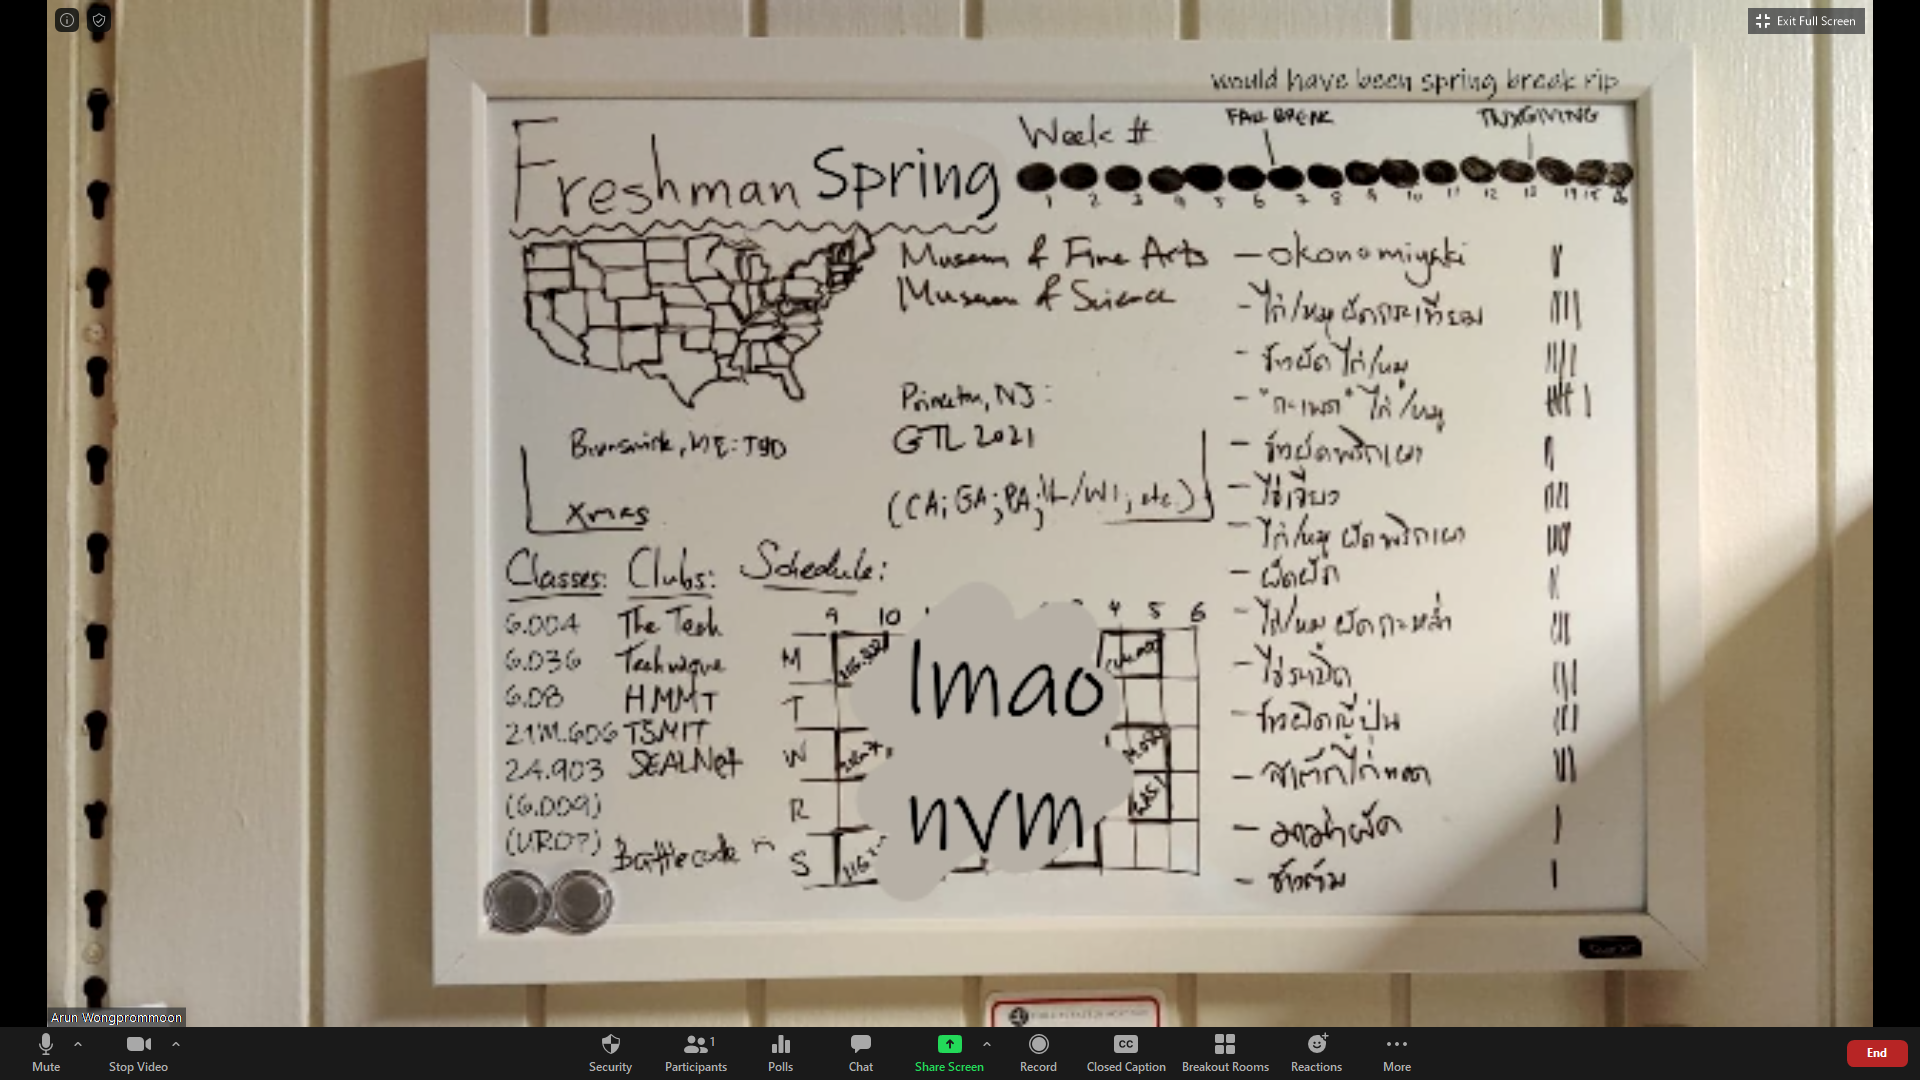 Exit Full Screen
would have been spring break rip
Freshman Spring
Week #
FALL BREAK
TNXGIVING
1 2 3 4 5 6 7 8 9 10 11 12 13 14 15 16
Museum of Fine Arts
Museum of Science
Princeton, NJ:
GTL 2021
Brunswick, ME: TBD
(CA; GA; PA; IL/WI; etc.)
Xmas
- okonomiyaki
- ไก่/หมู ผัดกระเทียม
- ข้าวผัด ไก่/หมู
- "กะเพรา" ไก่/หมู
- ข้าวผัดพริกเผา
- ไข่เจียว
- ไก่/หมู ผัดพริกเผา
- ผัดผัก
- ไก่/หมู ผัดกะหล่ำ
- ไข่ระเบิด
- ข้าวผัดญี่ปุ่น
- สเต็กไก่ทอด
- มาม่าผัด
- ข้าวต้ม
Classes:
6.004
6.036
6.08
21M.606
24.903
(6.009)
(UROP)
Clubs:
The Tech
Technique
HMMT
TSMIT
SEALNet
Battlecode
Schedule:
9 10 4 5 6
M
T
W
R
S
lmao
nvm
Arun Wongprommoon
Mute
Stop Video
Security
Participants 1
Polls
Chat
Share Screen
Record
CC
Closed Caption
Breakout Rooms
Reactions
More
End